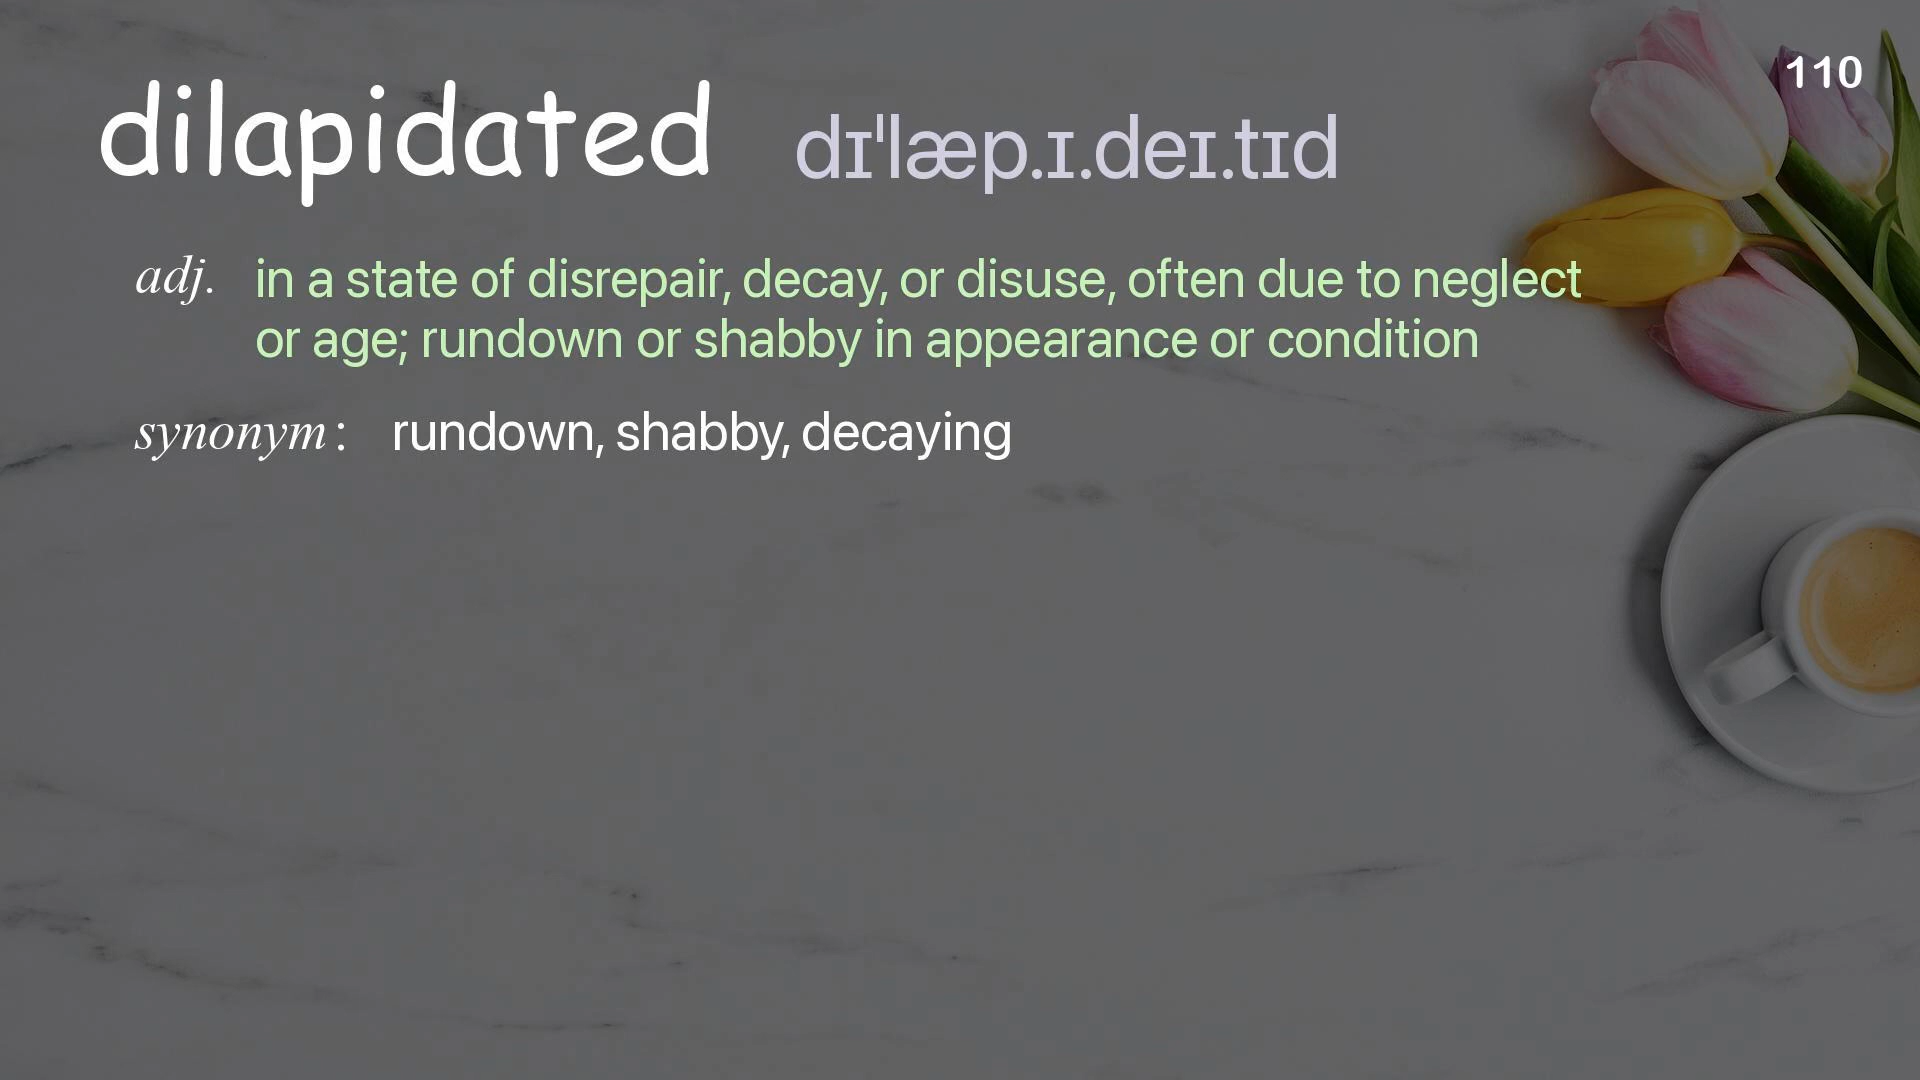 110
dilapidated dɪˈlæp.ɪ.deɪ.tɪd
adj. in a state of disrepair, decay, or disuse, often due to neglect
or age; rundown or shabby in appearance or condition
synonym: rundown, shabby, decaying